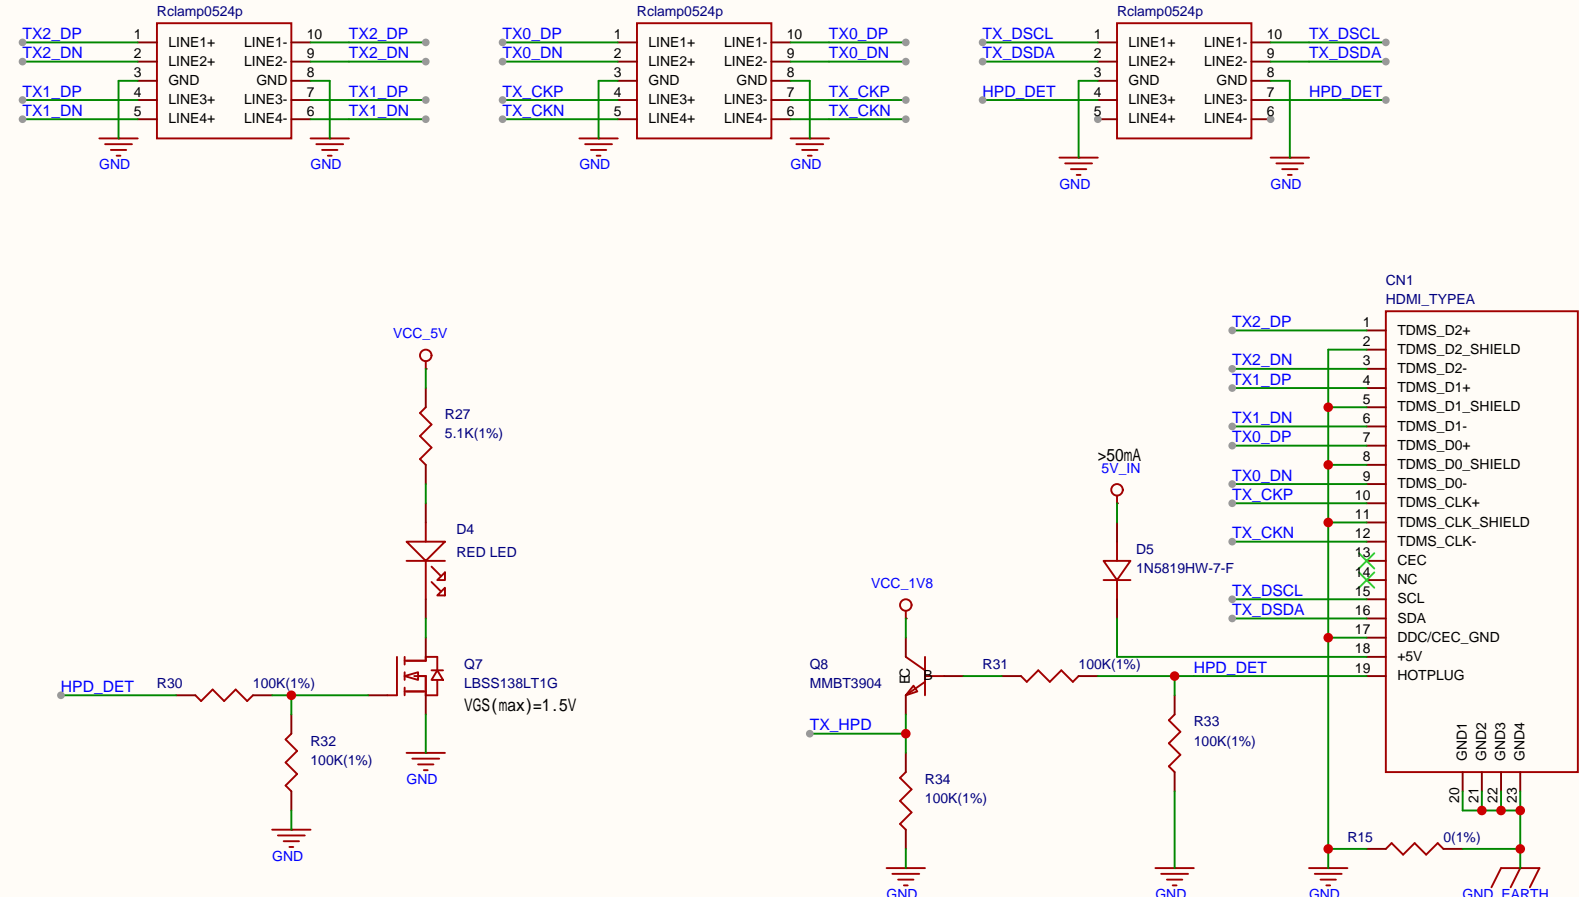 Rclamp0524p
TX2_DP 1 LINE1+ LINE1- 10 TX2_DP
TX2_DN 2 LINE2+ LINE2- 9 TX2_DN
3 GND GND 8
TX1_DP 4 LINE3+ LINE3- 7 TX1_DP
TX1_DN 5 LINE4+ LINE4- 6 TX1_DN
GND GND
Rclamp0524p
TX0_DP 1 LINE1+ LINE1- 10 TX0_DP
TX0_DN 2 LINE2+ LINE2- 9 TX0_DN
3 GND GND 8
TX_CKP 4 LINE3+ LINE3- 7 TX_CKP
TX_CKN 5 LINE4+ LINE4- 6 TX_CKN
GND GND
Rclamp0524p
TX_DSCL 1 LINE1+ LINE1- 10 TX_DSCL
TX_DSDA 2 LINE2+ LINE2- 9 TX_DSDA
3 GND GND 8
HPD_DET 4 LINE3+ LINE3- 7 HPD_DET
5 LINE4+ LINE4- 6
GND GND
VCC_5V
R27
5.1K(1%)
D4
RED LED
Q7
LBSS138LT1G
VGS(max)=1.5V
HPD_DET R30 100K(1%)
R32
100K(1%)
GND
GND
VCC_1V8
Q8
MMBT3904
EC B
R31 100K(1%) HPD_DET
TX_HPD
R34
100K(1%)
GND
R33
100K(1%)
GND
>50mA
5V_IN
D5
1N5819HW-7-F
CN1
HDMI_TYPEA
TX2_DP 1 TDMS_D2+
2 TDMS_D2_SHIELD
TX2_DN 3 TDMS_D2-
TX1_DP 4 TDMS_D1+
5 TDMS_D1_SHIELD
TX1_DN 6 TDMS_D1-
TX0_DP 7 TDMS_D0+
8 TDMS_D0_SHIELD
TX0_DN 9 TDMS_D0-
TX_CKP 10 TDMS_CLK+
11 TDMS_CLK_SHIELD
TX_CKN 12 TDMS_CLK-
13 CEC
14 NC
TX_DSCL 15 SCL
TX_DSDA 16 SDA
17 DDC/CEC_GND
18 +5V
19 HOTPLUG
GND1 GND2 GND3 GND4
20 21 22 23
R15 0(1%)
GND GND_EARTH